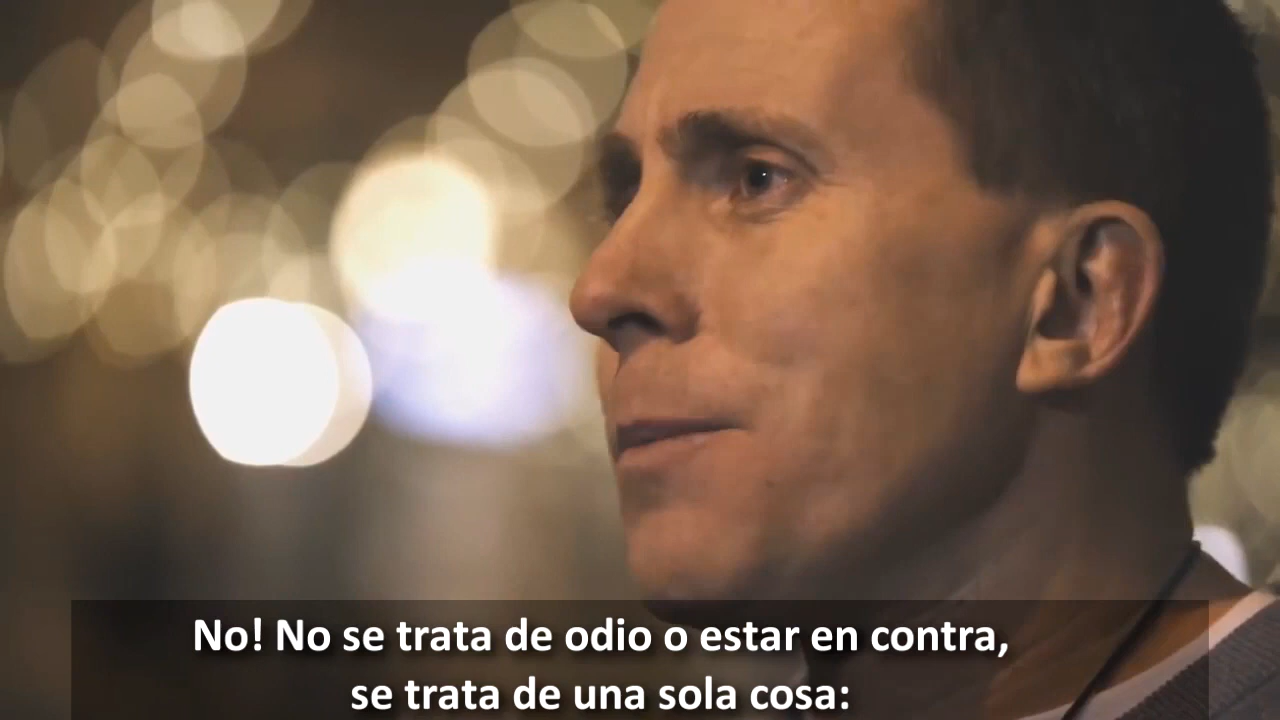 No! No se trata de odio o estar en contra,
se trata de una sola cosa: